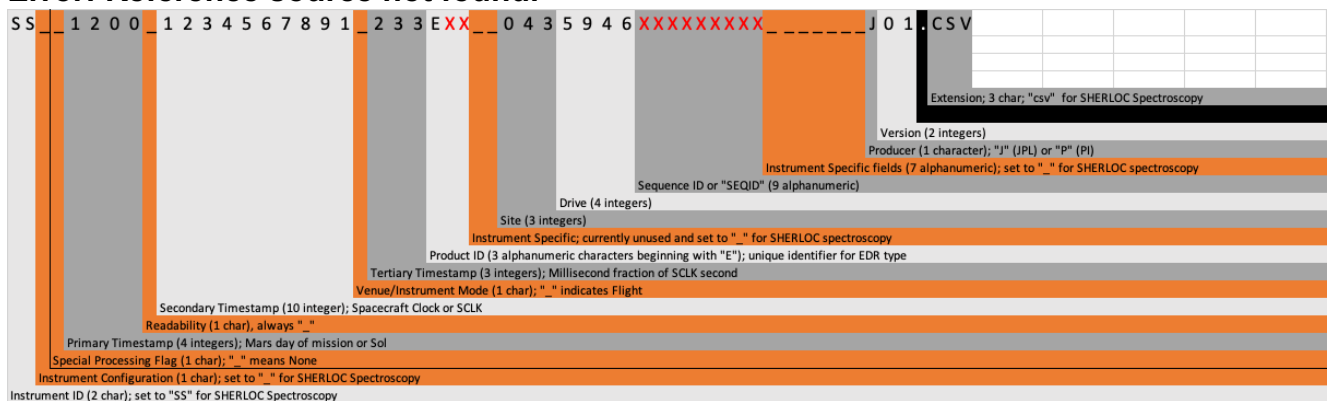 Error! Reference source not found.
SS__1200_1234567891_233EXX__0435946XXXXXXXXX_______J01.CSV
Extension; 3 char; "csv" for SHERLOC Spectroscopy
Version (2 integers)
Producer (1 character); "J" (JPL) or "P" (PI)
Instrument Specific fields (7 alphanumeric); set to "_" for SHERLOC spectroscopy
Sequence ID or "SEQID" (9 alphanumeric)
Drive (4 integers)
Site (3 integers)
Instrument Specific; currently unused and set to "_" for SHERLOC spectroscopy
Product ID (3 alphanumeric characters beginning with "E"); unique identifier for EDR type
Tertiary Timestamp (3 integers); Millisecond fraction of SCLK second
Venue/Instrument Mode (1 char); "_" indicates Flight
Secondary Timestamp (10 integer); Spacecraft Clock or SCLK
Readability (1 char), always "_"
Primary Timestamp (4 integers); Mars day of mission or Sol
Special Processing Flag (1 char); "_" means None
Instrument Configuration (1 char); set to "_" for SHERLOC Spectroscopy
Instrument ID (2 char); set to "SS" for SHERLOC Spectroscopy